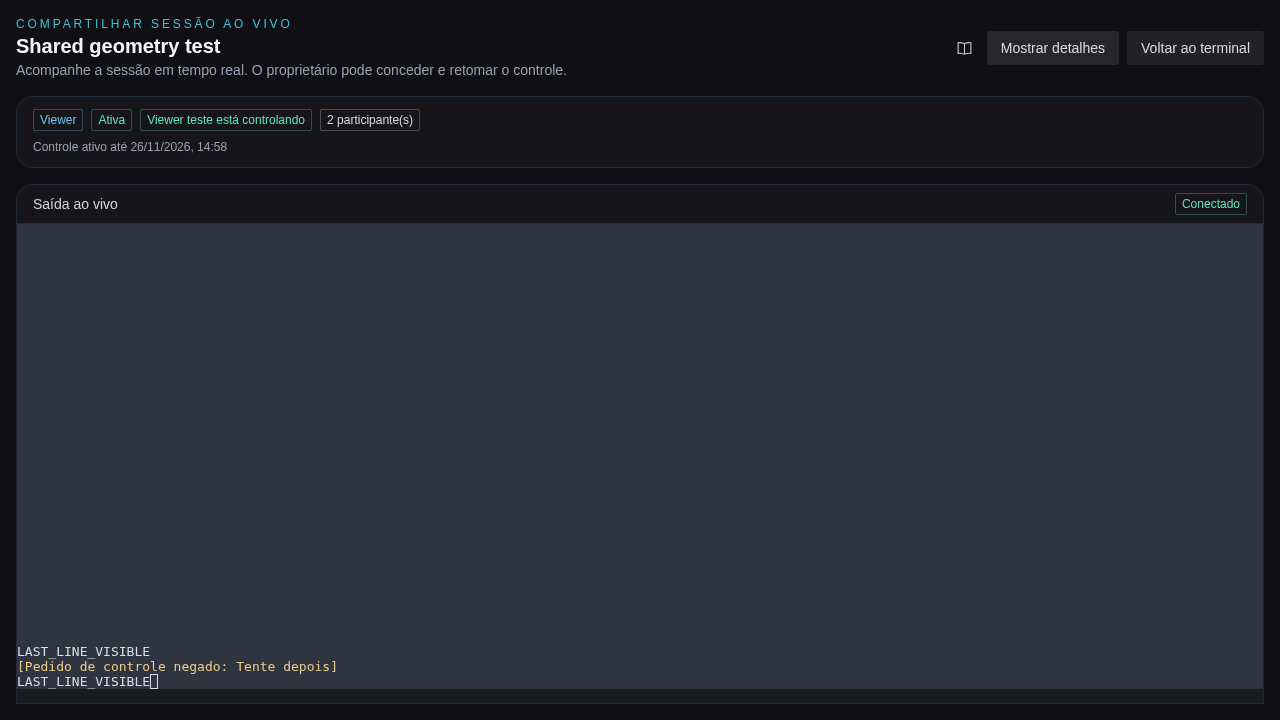 COMPARTILHAR SESSÃO AO VIVO
Shared geometry test
Acompanhe a sessão em tempo real. O proprietário pode conceder e retomar o controle.
Mostrar detalhes
Voltar ao terminal
Viewer
Ativa
Viewer teste está controlando
2 participante(s)
Controle ativo até 26/11/2026, 14:58
Saída ao vivo
Conectado
LAST_LINE_VISIBLE
[Pedido de controle negado: Tente depois]
LAST_LINE_VISIBLE